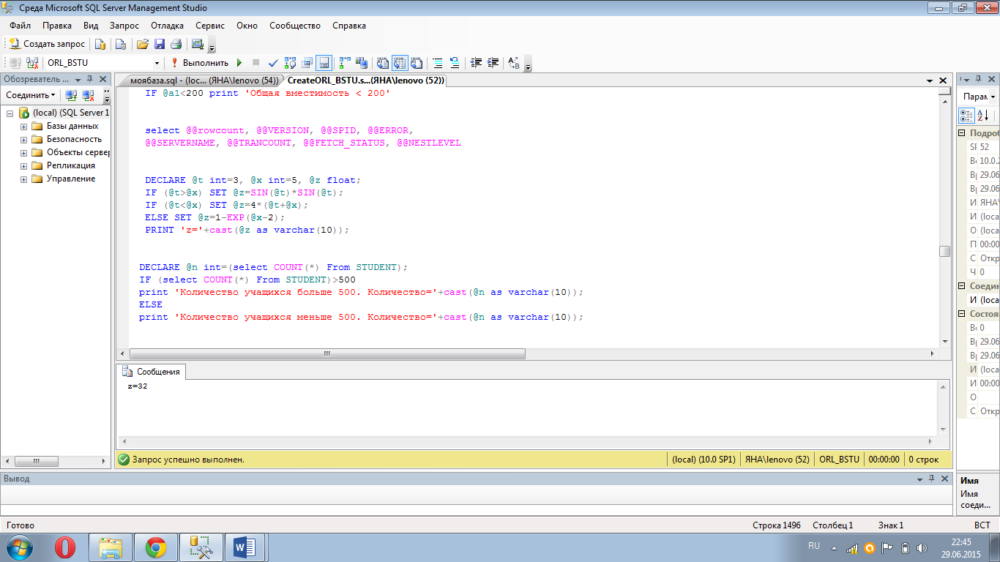 Среда Microsoft SQL Server Management Studio
Файл Правка Вид Запрос Отладка Сервис Окно Сообщество Справка
Создать запрос
ORL_BSTU Выполнить
Обозреватель ...
Соединить
(local) (SQL Server 1
Базы данных
Безопасность
Объекты сервер
Репликация
Управление
моябаза.sql - (loc... (ЯНА\lenovo (54)) CreateORL_BSTU.s...(ЯНА\lenovo (52))
IF @a1<200 print 'Общая вместимость < 200'
select @@rowcount, @@VERSION, @@SPID, @@ERROR,
@@SERVERNAME, @@TRANCOUNT, @@FETCH_STATUS, @@NESTLEVEL
DECLARE @t int=3, @x int=5, @z float;
IF (@t>@x) SET @z=SIN(@t)*SIN(@t);
IF (@t<@x) SET @z=4*(@t+@x);
ELSE SET @z=1-EXP(@x-2);
PRINT 'z='+cast(@z as varchar(10));
DECLARE @n int=(select COUNT(*) From STUDENT);
IF (select COUNT(*) From STUDENT)>500
print 'Количество учащихся больше 500. Количество='+cast(@n as varchar(10));
ELSE
print 'Количество учащихся меньше 500. Количество='+cast(@n as varchar(10));
Сообщения
z=32
Запрос успешно выполнен. (local) (10.0 SP1) ЯНА\lenovo (52) ORL_BSTU 00:00:00 0 строк
Парам
Подроб
SF 52
10.0.2
29.06
29.06
И ЯНА\
И (loca
О (loca
П 00:00
С Откр
Ч 0
Соедин
И (loca
Состоя
0
29.06
29.06
И (loca
И 00:00
О
С Откр
Имя
Имя
соеди...
Вывод
Готово Строка 1496 Столбец 1 Знак 1 ВСТ
RU 22:45
29.06.2015